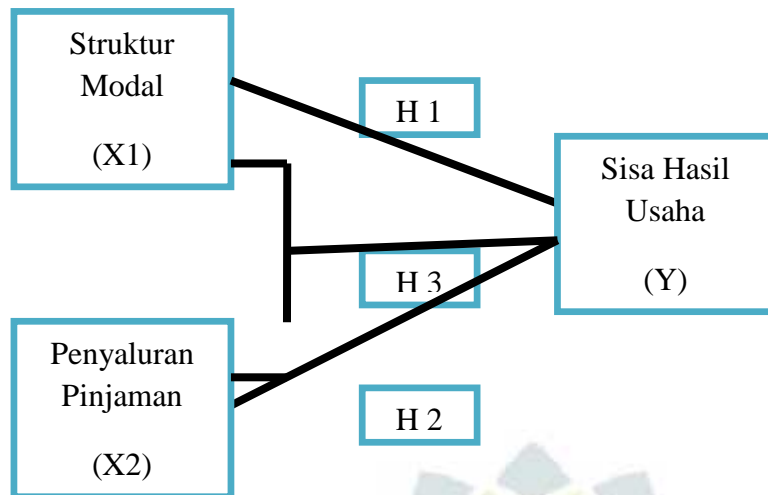 Struktur
Modal
(X1)
H 1
Sisa Hasil
Usaha
(Y)
H 3
Penyaluran
Pinjaman
(X2)
H 2